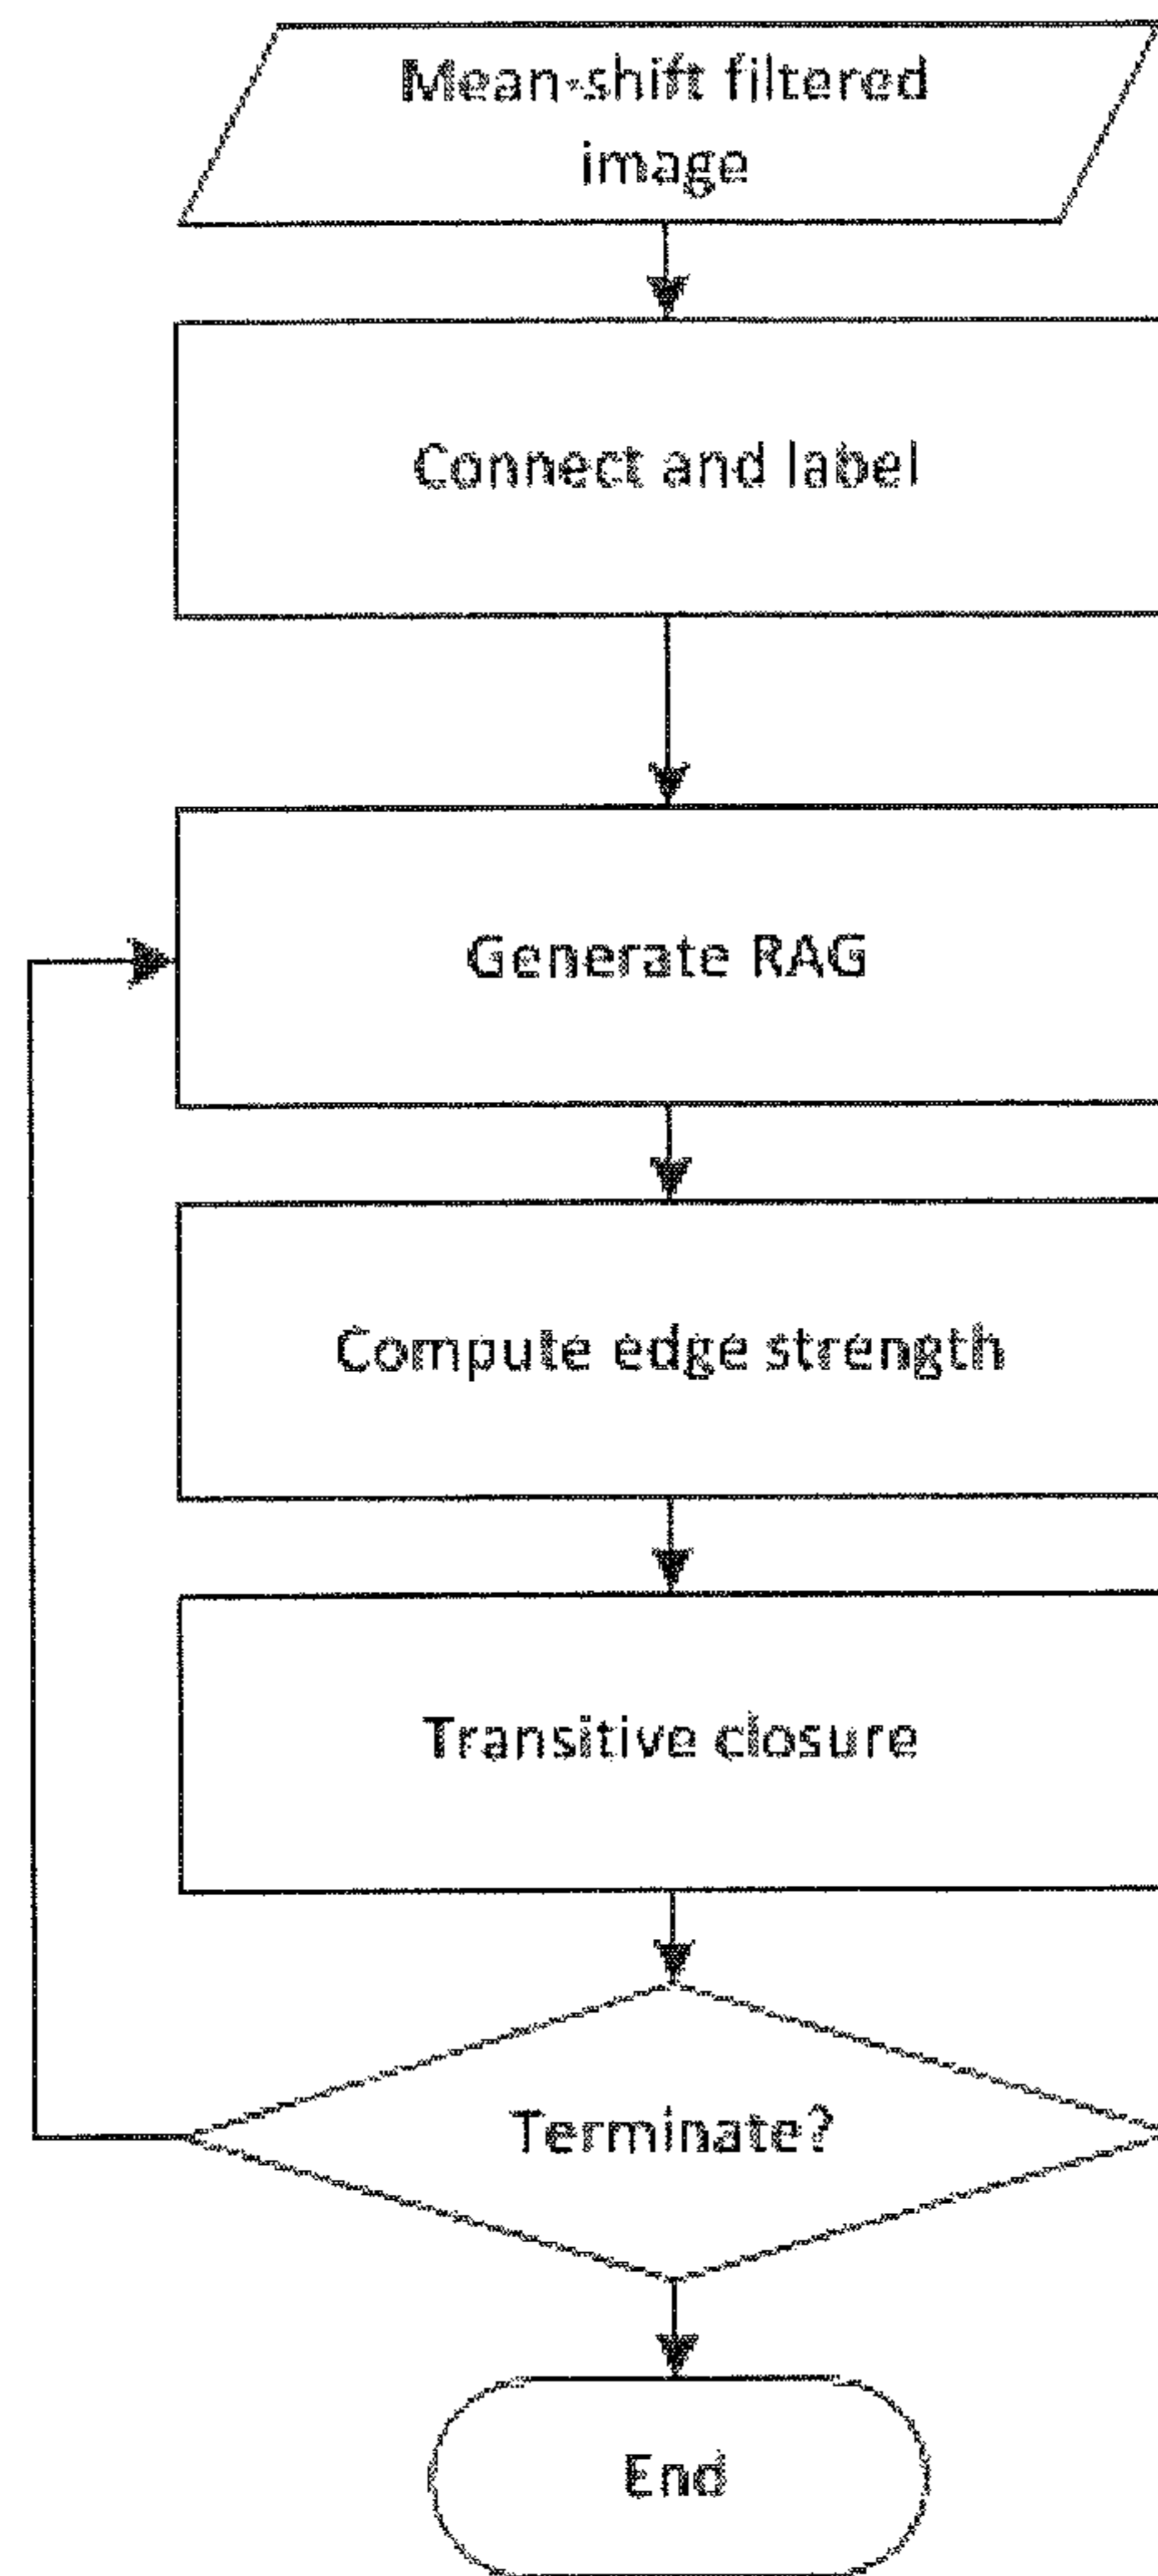 Mean-shift filtered
image
Connect and label
Generate RAG
Compute edge strength
Transitive closure
Terminate?
End